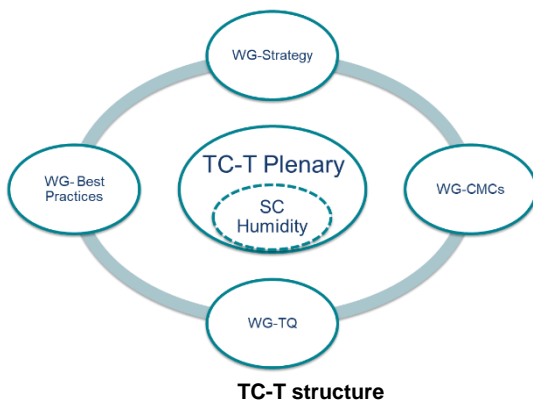 WG-Strategy
TC-T Plenary
WG- Best
Practices
SC
Humidity
WG-CMCs
WG-TQ
TC-T structure